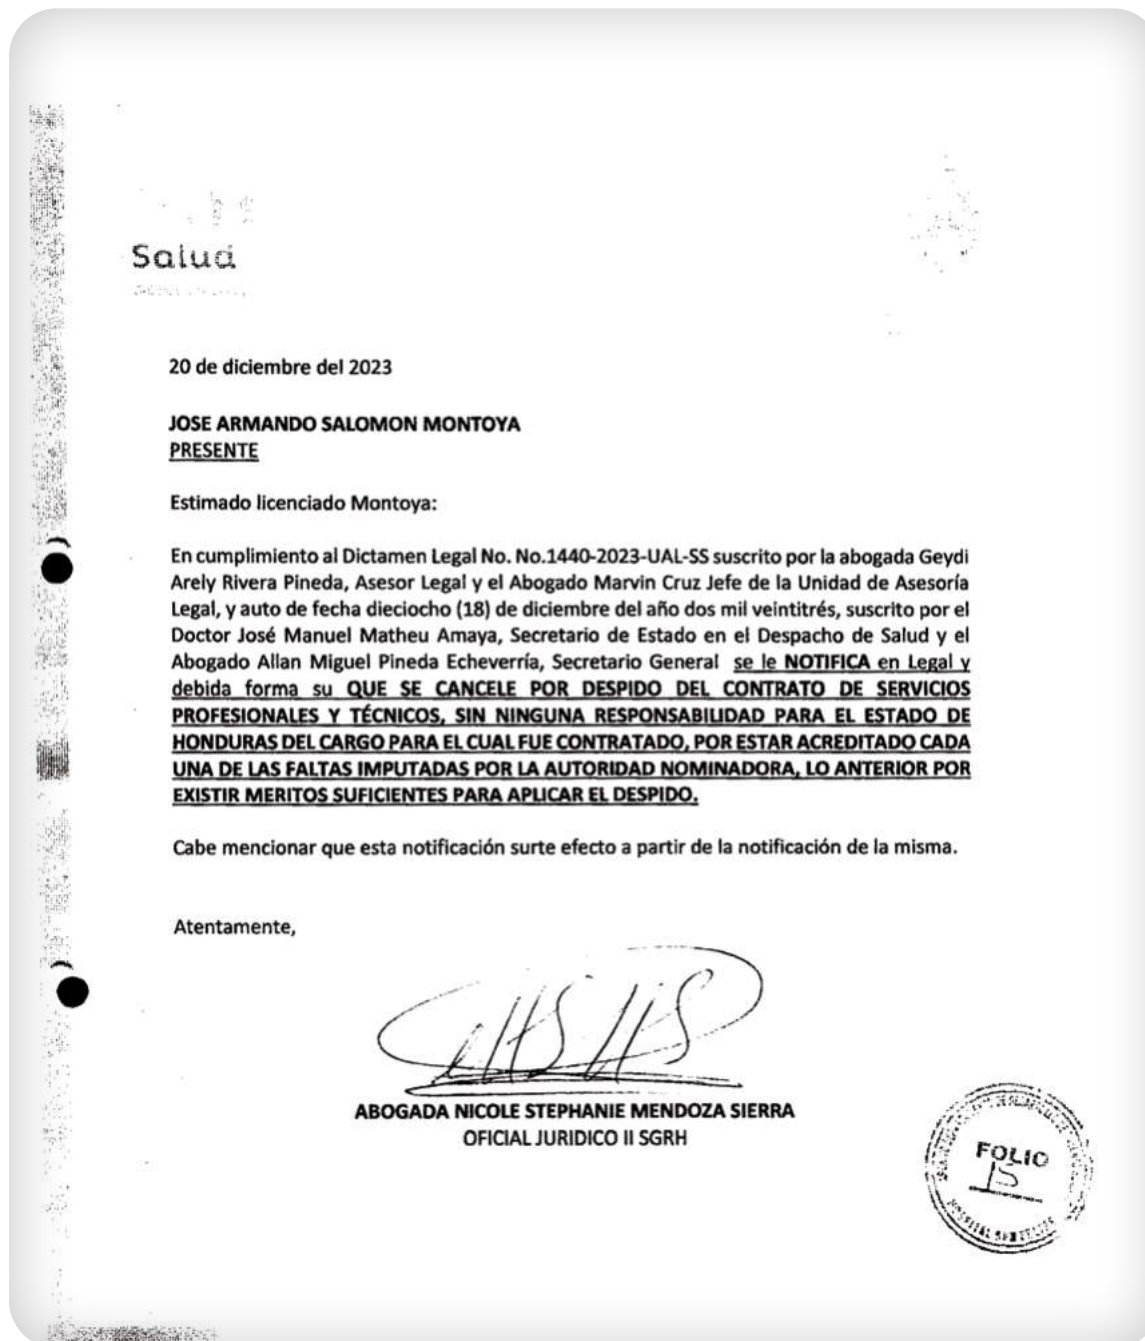 Salud
20 de diciembre del 2023
JOSE ARMANDO SALOMON MONTOYA
PRESENTE
Estimado licenciado Montoya:
En cumplimiento al Dictamen Legal No. No.1440-2023-UAL-SS suscrito por la abogada Geydi
Arely Rivera Pineda, Asesor Legal y el Abogado Marvin Cruz Jefe de la Unidad de Asesoría
Legal, y auto de fecha dieciocho (18) de diciembre del año dos mil veintitrés, suscrito por el
Doctor José Manuel Matheu Amaya, Secretario de Estado en el Despacho de Salud y el
Abogado Allan Miguel Pineda Echeverría, Secretario General se le NOTIFICA en Legal y
debida forma su QUE SE CANCELE POR DESPIDO DEL CONTRATO DE SERVICIOS
PROFESIONALES Y TÉCNICOS, SIN NINGUNA RESPONSABILIDAD PARA EL ESTADO DE
HONDURAS DEL CARGO PARA EL CUAL FUE CONTRATADO, POR ESTAR ACREDITADO CADA
UNA DE LAS FALTAS IMPUTADAS POR LA AUTORIDAD NOMINADORA, LO ANTERIOR POR
EXISTIR MERITOS SUFICIENTES PARA APLICAR EL DESPIDO.
Cabe mencionar que esta notificación surte efecto a partir de la notificación de la misma.
Atentamente,
ABOGADA NICOLE STEPHANIE MENDOZA SIERRA
OFICIAL JURIDICO II SGRH
FOLIO
15